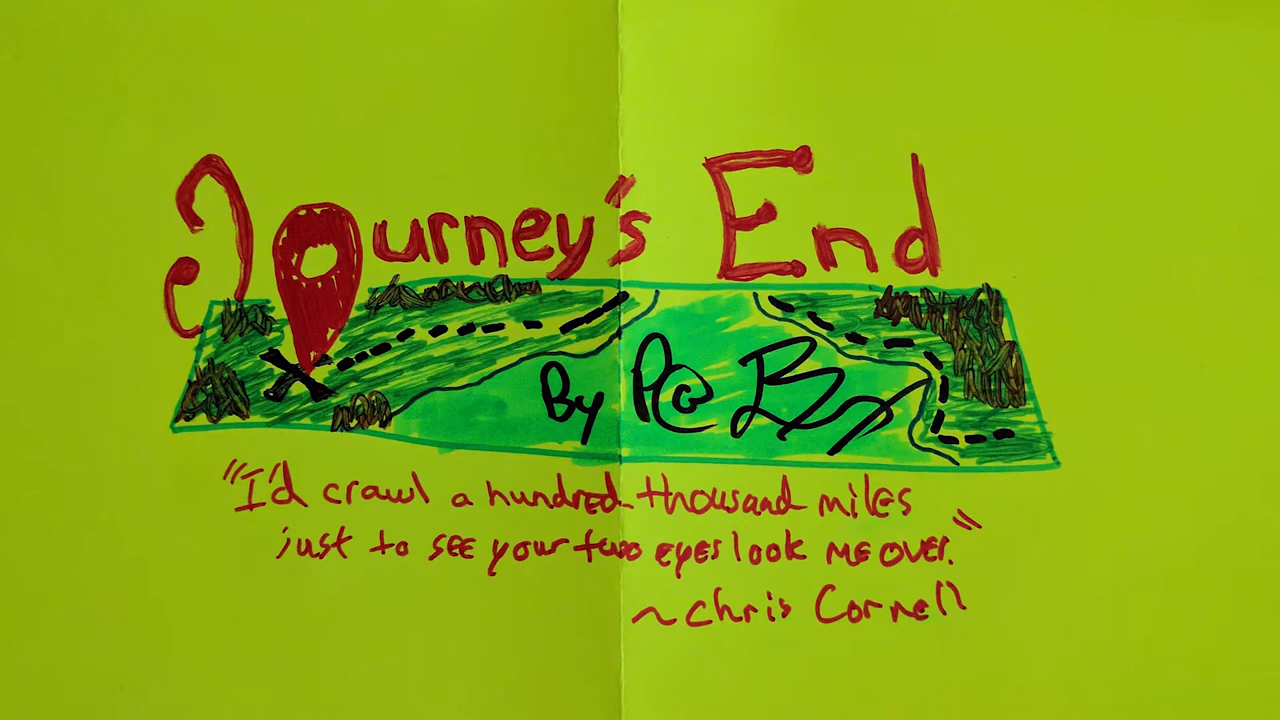 Journey's End
By
"I'd crawl a hundred thousand miles
just to see your two eyes look me over."
~Chris Cornell